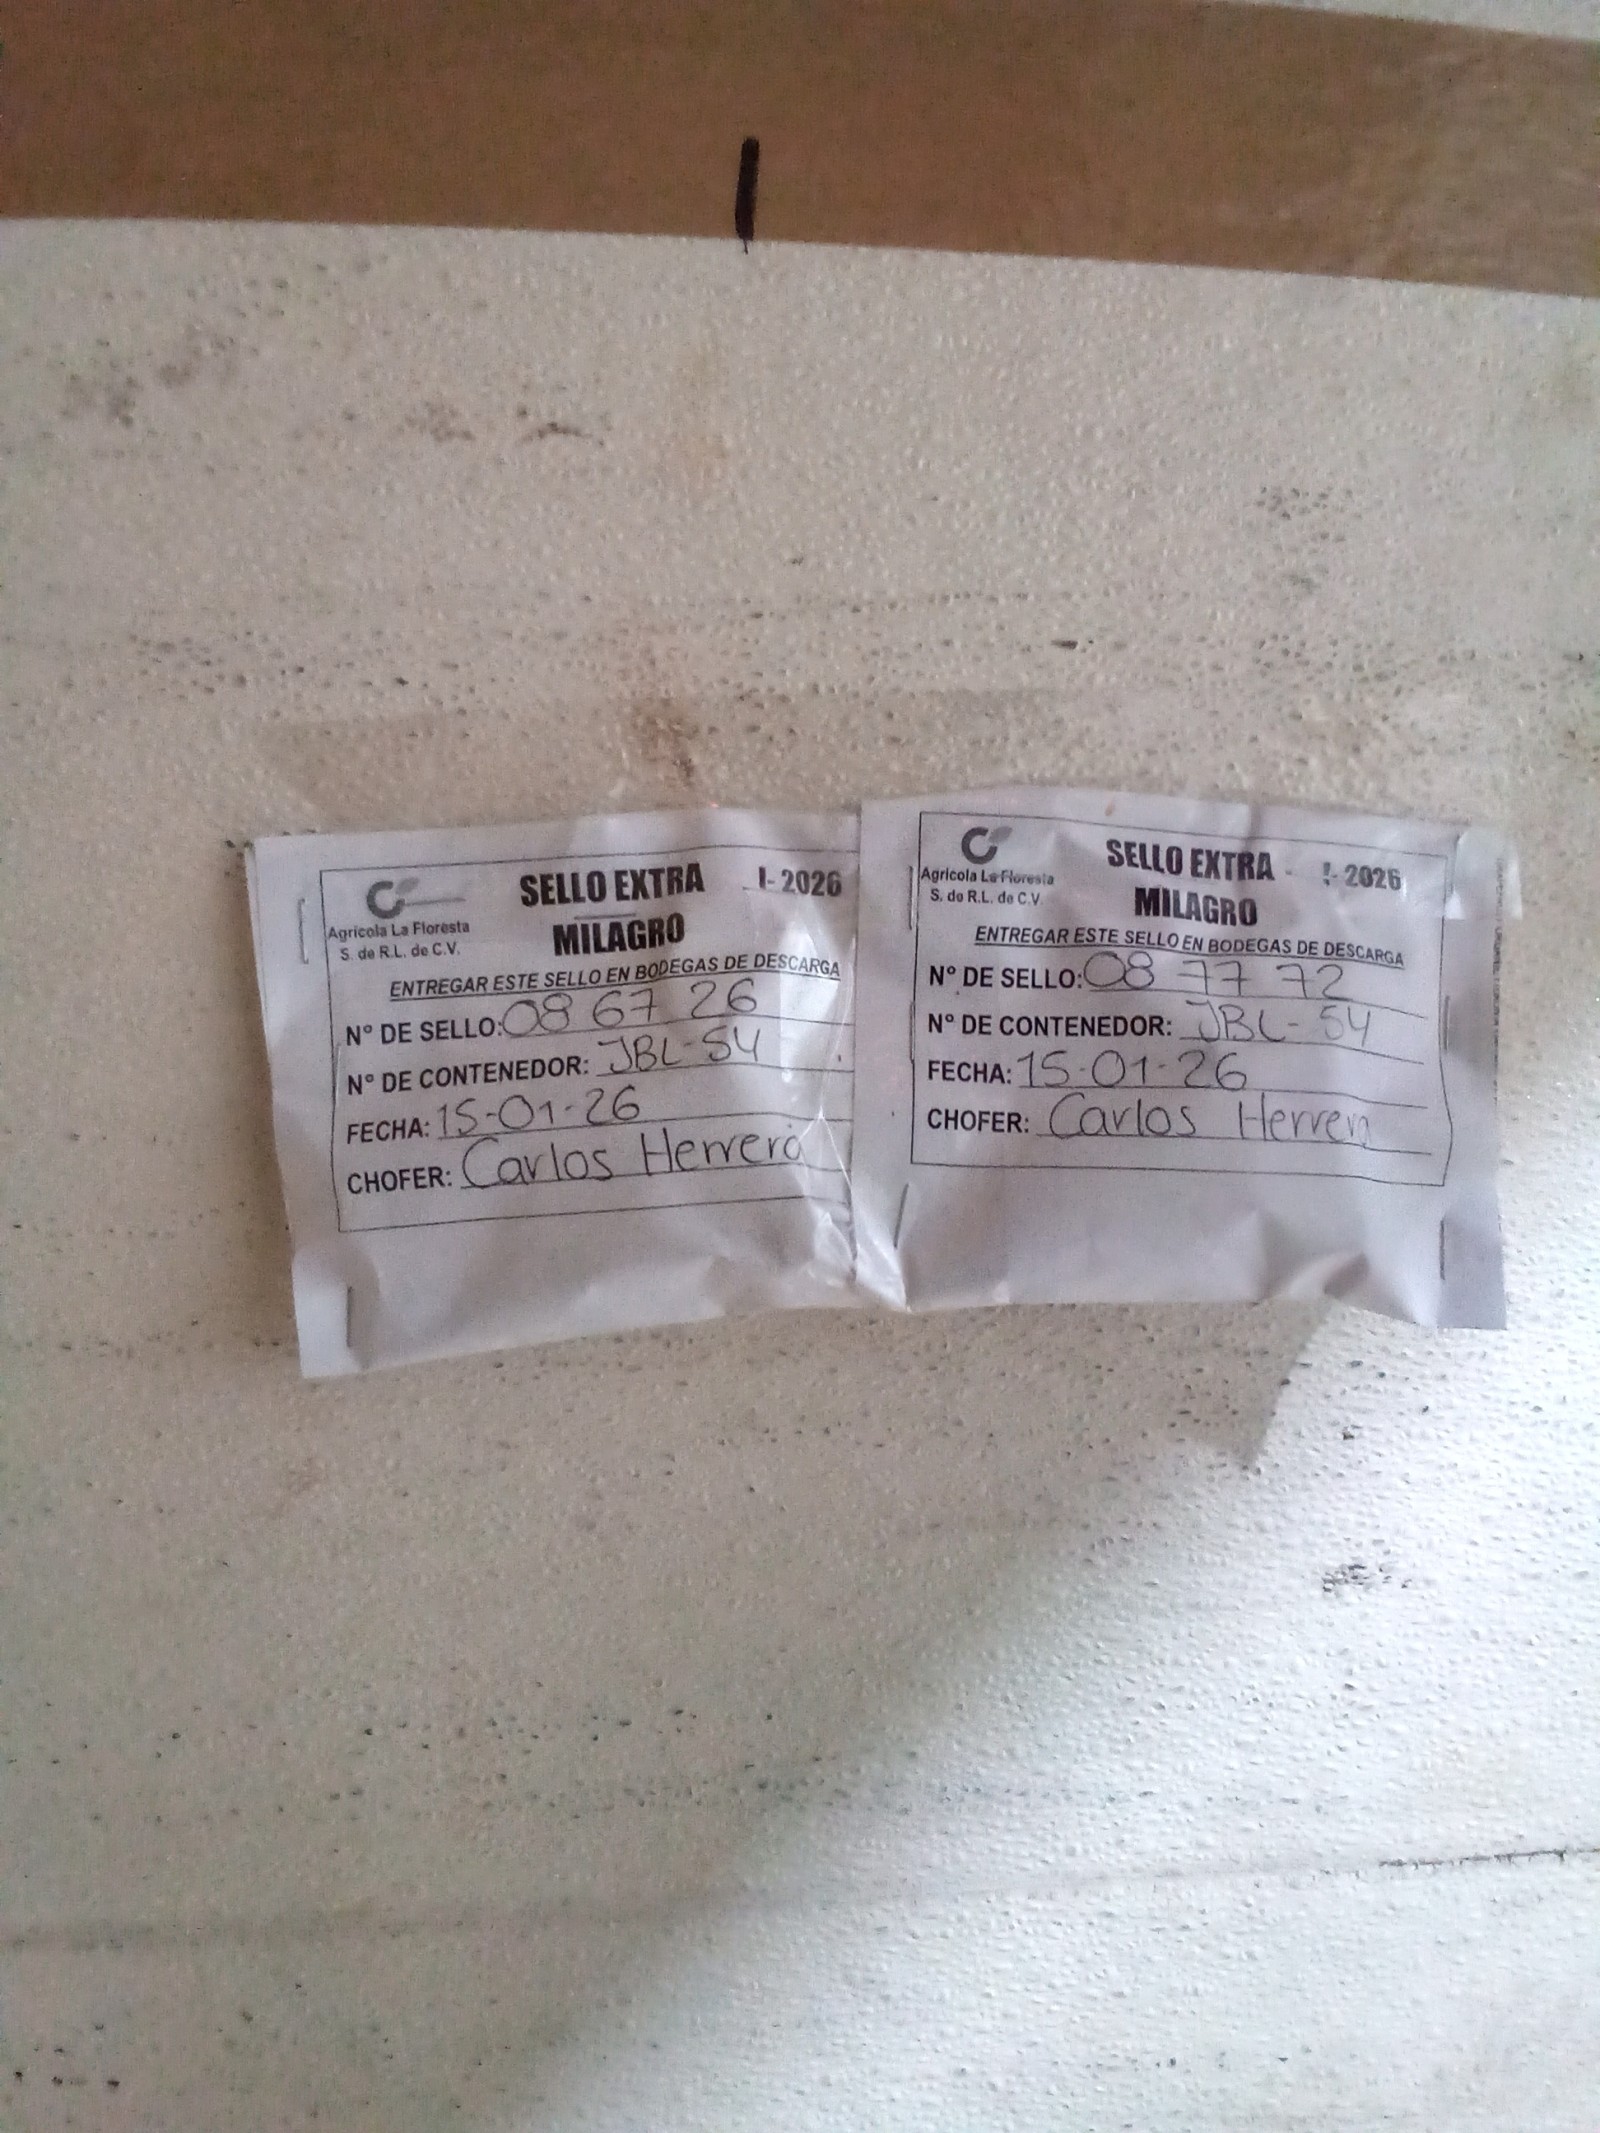 Agrícola La Floresta
S. de R.L. de C.V.
SELLO EXTRA I-2026
MILAGRO
ENTREGAR ESTE SELLO EN BODEGAS DE DESCARGA
N° DE SELLO: 08 67 26
N° DE CONTENEDOR: JBL-54
FECHA: 15-01-26
CHOFER: Carlos Herrera
Agrícola La Floresta
S. de R.L. de C.V.
SELLO EXTRA - I-2026
MILAGRO
ENTREGAR ESTE SELLO EN BODEGAS DE DESCARGA
N° DE SELLO: 08 77 72
N° DE CONTENEDOR: JBL-54
FECHA: 15-01-26
CHOFER: Carlos Herrera